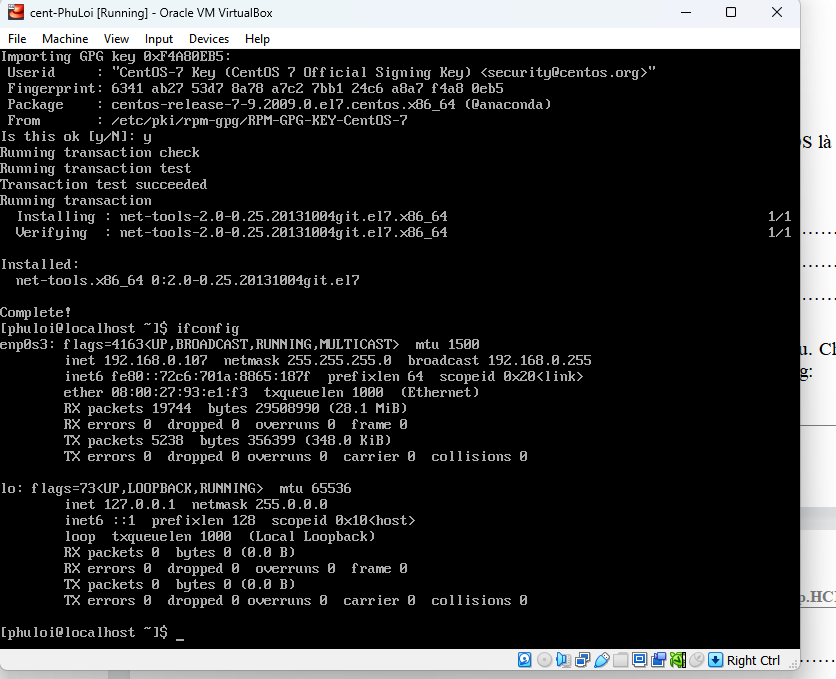 cent-PhuLoi [Running] - Oracle VM VirtualBox
File Machine View Input Devices Help
Importing GPG key 0xF4A80EB5:
Userid     : "CentOS-7 Key (CentOS 7 Official Signing Key) <security@centos.org>"
Fingerprint: 6341 ab27 53d7 8a78 a7c2 7bb1 24c6 a8a7 f4a8 0eb5
Package    : centos-release-7-9.2009.0.el7.centos.x86_64 (@anaconda)
From       : /etc/pki/rpm-gpg/RPM-GPG-KEY-CentOS-7
Is this ok [y/N]: y
Running transaction check
Running transaction test
Transaction test succeeded
Running transaction
Installing : net-tools-2.0-0.25.20131004git.el7.x86_64 1/1
Verifying  : net-tools-2.0-0.25.20131004git.el7.x86_64 1/1
Installed:
net-tools.x86_64 0:2.0-0.25.20131004git.el7
Complete!
[phuloi@localhost ~]$ ifconfig
enp0s3: flags=4163<UP,BROADCAST,RUNNING,MULTICAST>  mtu 1500
inet 192.168.0.107  netmask 255.255.255.0  broadcast 192.168.0.255
inet6 fe80::72c6:701a:8865:187f  prefixlen 64  scopeid 0x20<link>
ether 08:00:27:93:e1:f3  txqueuelen 1000  (Ethernet)
RX packets 19744  bytes 29508990 (28.1 MiB)
RX errors 0  dropped 0  overruns 0  frame 0
TX packets 5238  bytes 356399 (348.0 KiB)
TX errors 0  dropped 0 overruns 0  carrier 0  collisions 0
lo: flags=73<UP,LOOPBACK,RUNNING>  mtu 65536
inet 127.0.0.1  netmask 255.0.0.0
inet6 ::1  prefixlen 128  scopeid 0x10<host>
loop  txqueuelen 1000  (Local Loopback)
RX packets 0  bytes 0 (0.0 B)
RX errors 0  dropped 0  overruns 0  frame 0
TX packets 0  bytes 0 (0.0 B)
TX errors 0  dropped 0 overruns 0  carrier 0  collisions 0
[phuloi@localhost ~]$ _
Right Ctrl
là